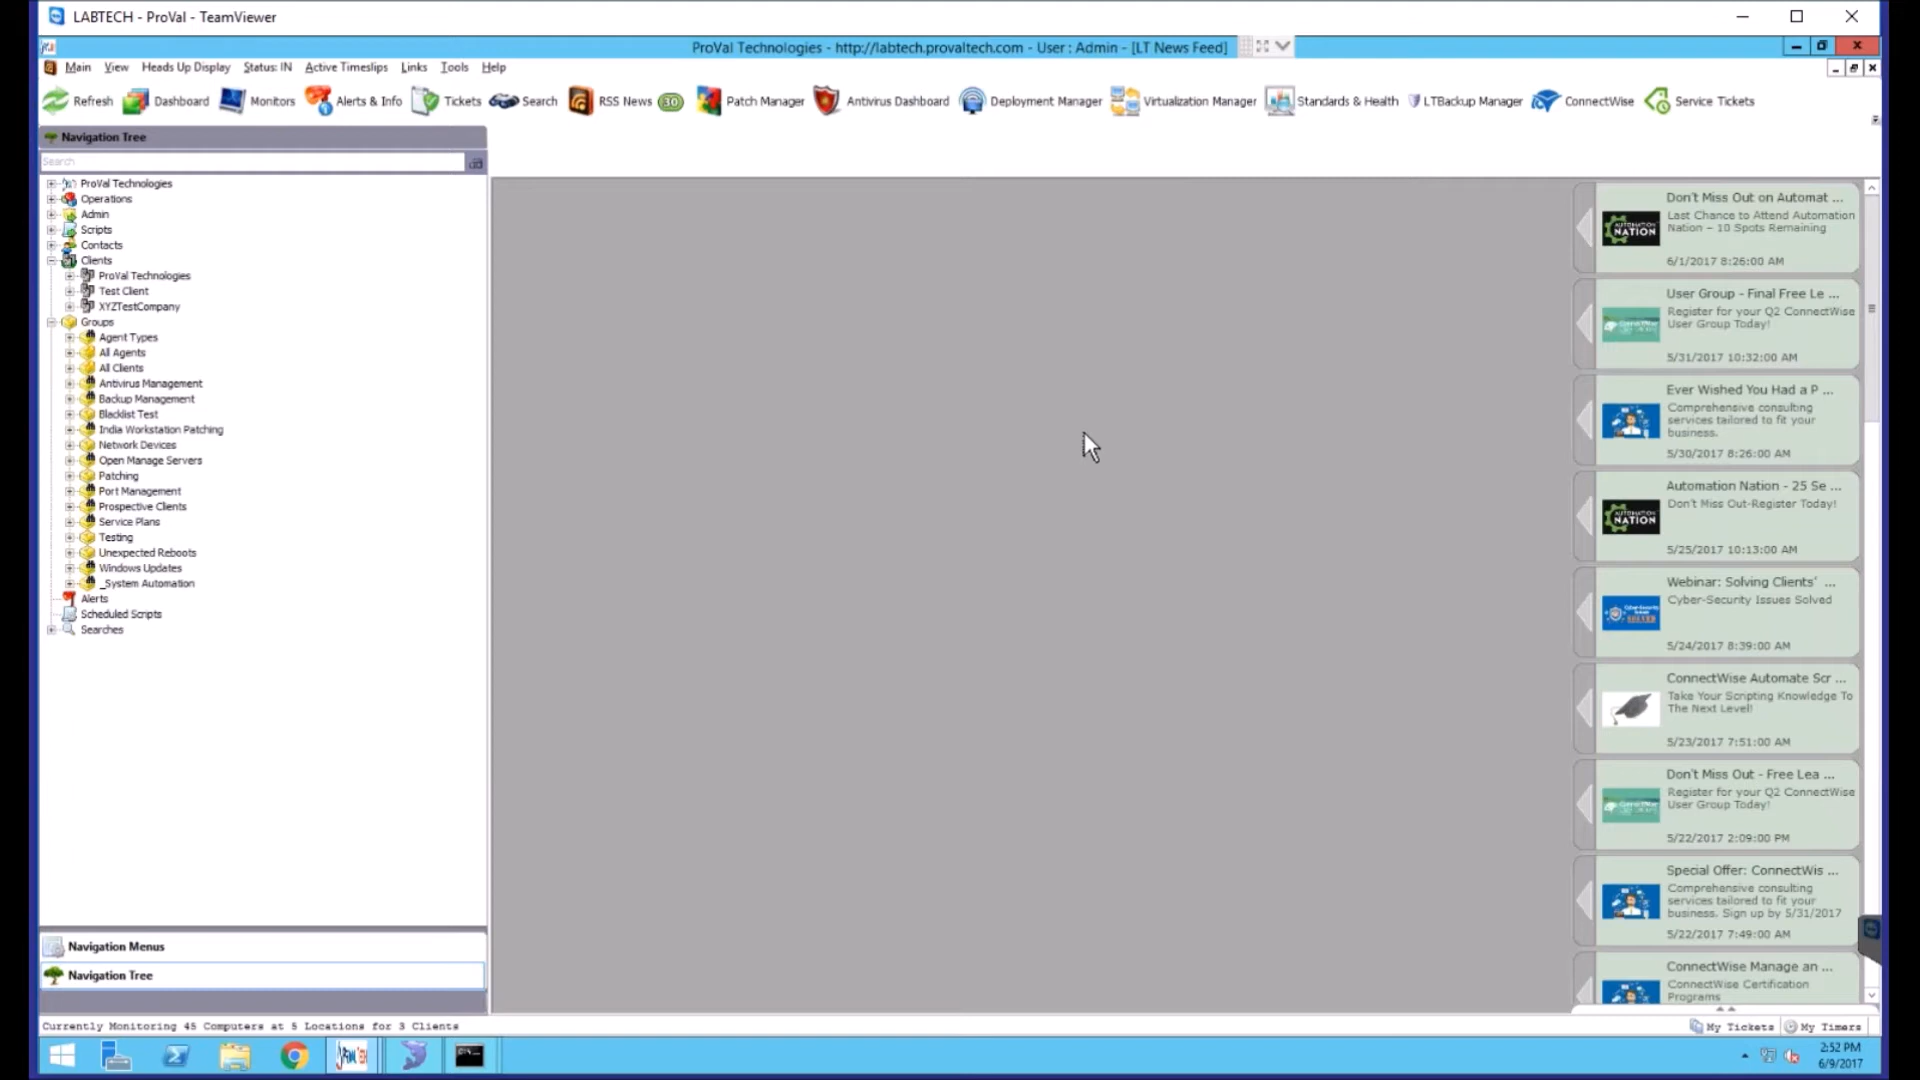 LABTECH - ProVal - TeamViewer
ProVal Technologies - http://labtech.provaltech.com - User : Admin - [LT News Feed]
Main View Heads Up Display Status: IN Active Timeslips Links Tools Help
Refresh Dashboard Monitors Alerts & Info Tickets Search RSS News 30 Patch Manager Antivirus Dashboard Deployment Manager Virtualization Manager Standards & Health LTBackup Manager ConnectWise Service Tickets
Navigation Tree
Search
ProVal Technologies
Operations
Admin
Scripts
Contacts
Clients
ProVal Technologies
Test Client
XYZTestCompany
Groups
Agent Types
All Agents
All Clients
Antivirus Management
Backup Management
Blacklist Test
India Workstation Patching
Network Devices
Open Manage Servers
Patching
Port Management
Prospective Clients
Service Plans
Testing
Unexpected Reboots
Windows Updates
_System Automation
Alerts
Scheduled Scripts
Searches
Navigation Menus
Navigation Tree
Don't Miss Out on Automat ...
Last Chance to Attend Automation
Nation – 10 Spots Remaining
AUTOMATION
NATION
6/1/2017 8:26:00 AM
User Group - Final Free Le ...
Register for your Q2 ConnectWise
User Group Today!
5/31/2017 10:32:00 AM
Ever Wished You Had a P ...
Comprehensive consulting
services tailored to fit your
business.
5/30/2017 8:26:00 AM
Automation Nation - 25 Se ...
Don't Miss Out-Register Today!
AUTOMATION
NATION
5/25/2017 10:13:00 AM
Webinar: Solving Clients' ...
Cyber-Security Issues Solved
5/24/2017 8:39:00 AM
ConnectWise Automate Scr ...
Take Your Scripting Knowledge To
The Next Level!
5/23/2017 7:51:00 AM
Don't Miss Out - Free Lea ...
Register for your Q2 ConnectWise
User Group Today!
5/22/2017 2:09:00 PM
Special Offer: ConnectWis ...
Comprehensive consulting
services tailored to fit your
business. Sign up by 5/31/2017
5/22/2017 7:49:00 AM
ConnectWise Manage an ...
ConnectWise Certification
Programs
Currently Monitoring 45 Computers at 5 Locations for 3 Clients
My Tickets My Timers
2:52 PM
6/9/2017